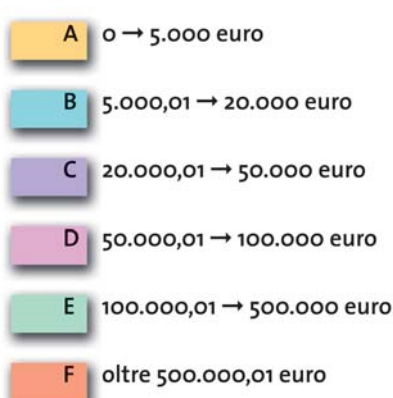 A 0 → 5.000 euro
B 5.000,01 → 20.000 euro
C 20.000,01 → 50.000 euro
D 50.000,01 → 100.000 euro
E 100.000,01 → 500.000 euro
F oltre 500.000,01 euro